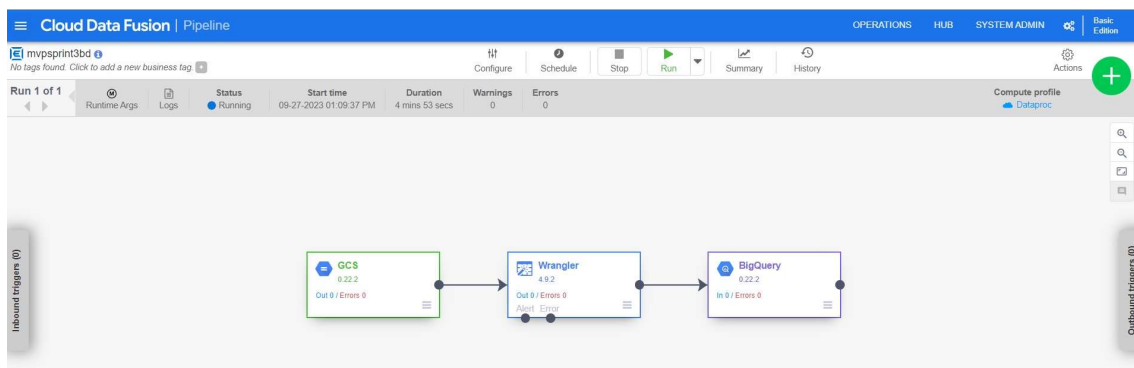 Cloud Data Fusion | Pipeline
OPERATIONS HUB SYSTEM ADMIN Basic Edition
mvpsprint3bd
No tags found. Click to add a new business tag.
Configure Schedule Stop Run Summary History Actions
Run 1 of 1
Runtime Args Logs
Status
Running
Start time
09-27-2023 01:09:37 PM
Duration
4 mins 53 secs
Warnings
0
Errors
0
Compute profile
Dataproc
Inbound triggers (0)
GCS
0.22.2
Out 0 / Errors 0
Wrangler
4.9.2
Out 0 / Errors 0
Alert Error
BigQuery
0.22.2
In 0 / Errors 0
Outbound triggers (0)